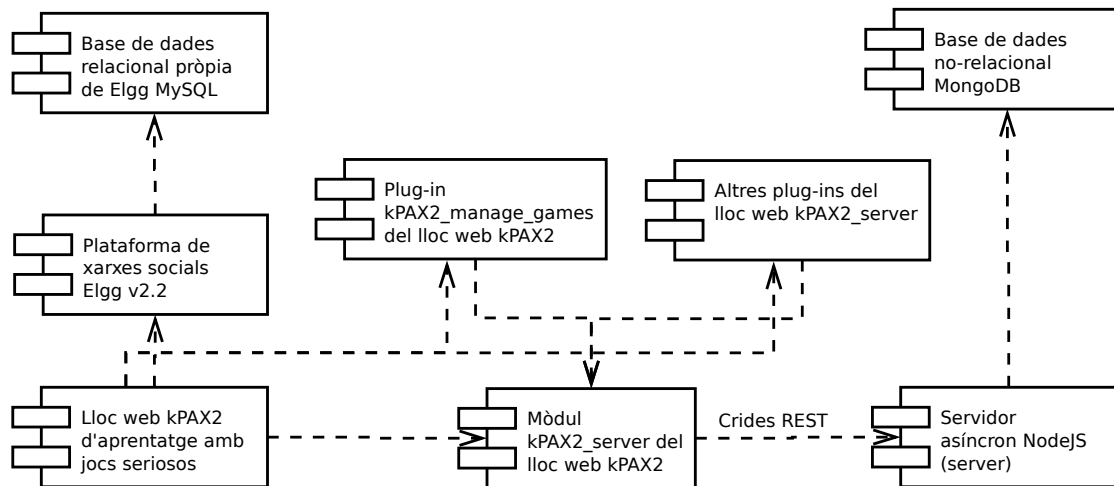 Base de dades
relacional pròpia
de Elgg MySQL
Base de dades
no-relacional
MongoDB
Plug-in
kPAX2_manage_games
del lloc web kPAX2
Altres plug-ins del
lloc web kPAX2_server
Plataforma de
xarxes socials
Elgg v2.2
Lloc web kPAX2
d'aprentatge amb
jocs seriosos
Mòdul
kPAX2_server del
lloc web kPAX2
Crides REST
Servidor
asíncron NodeJS
(server)